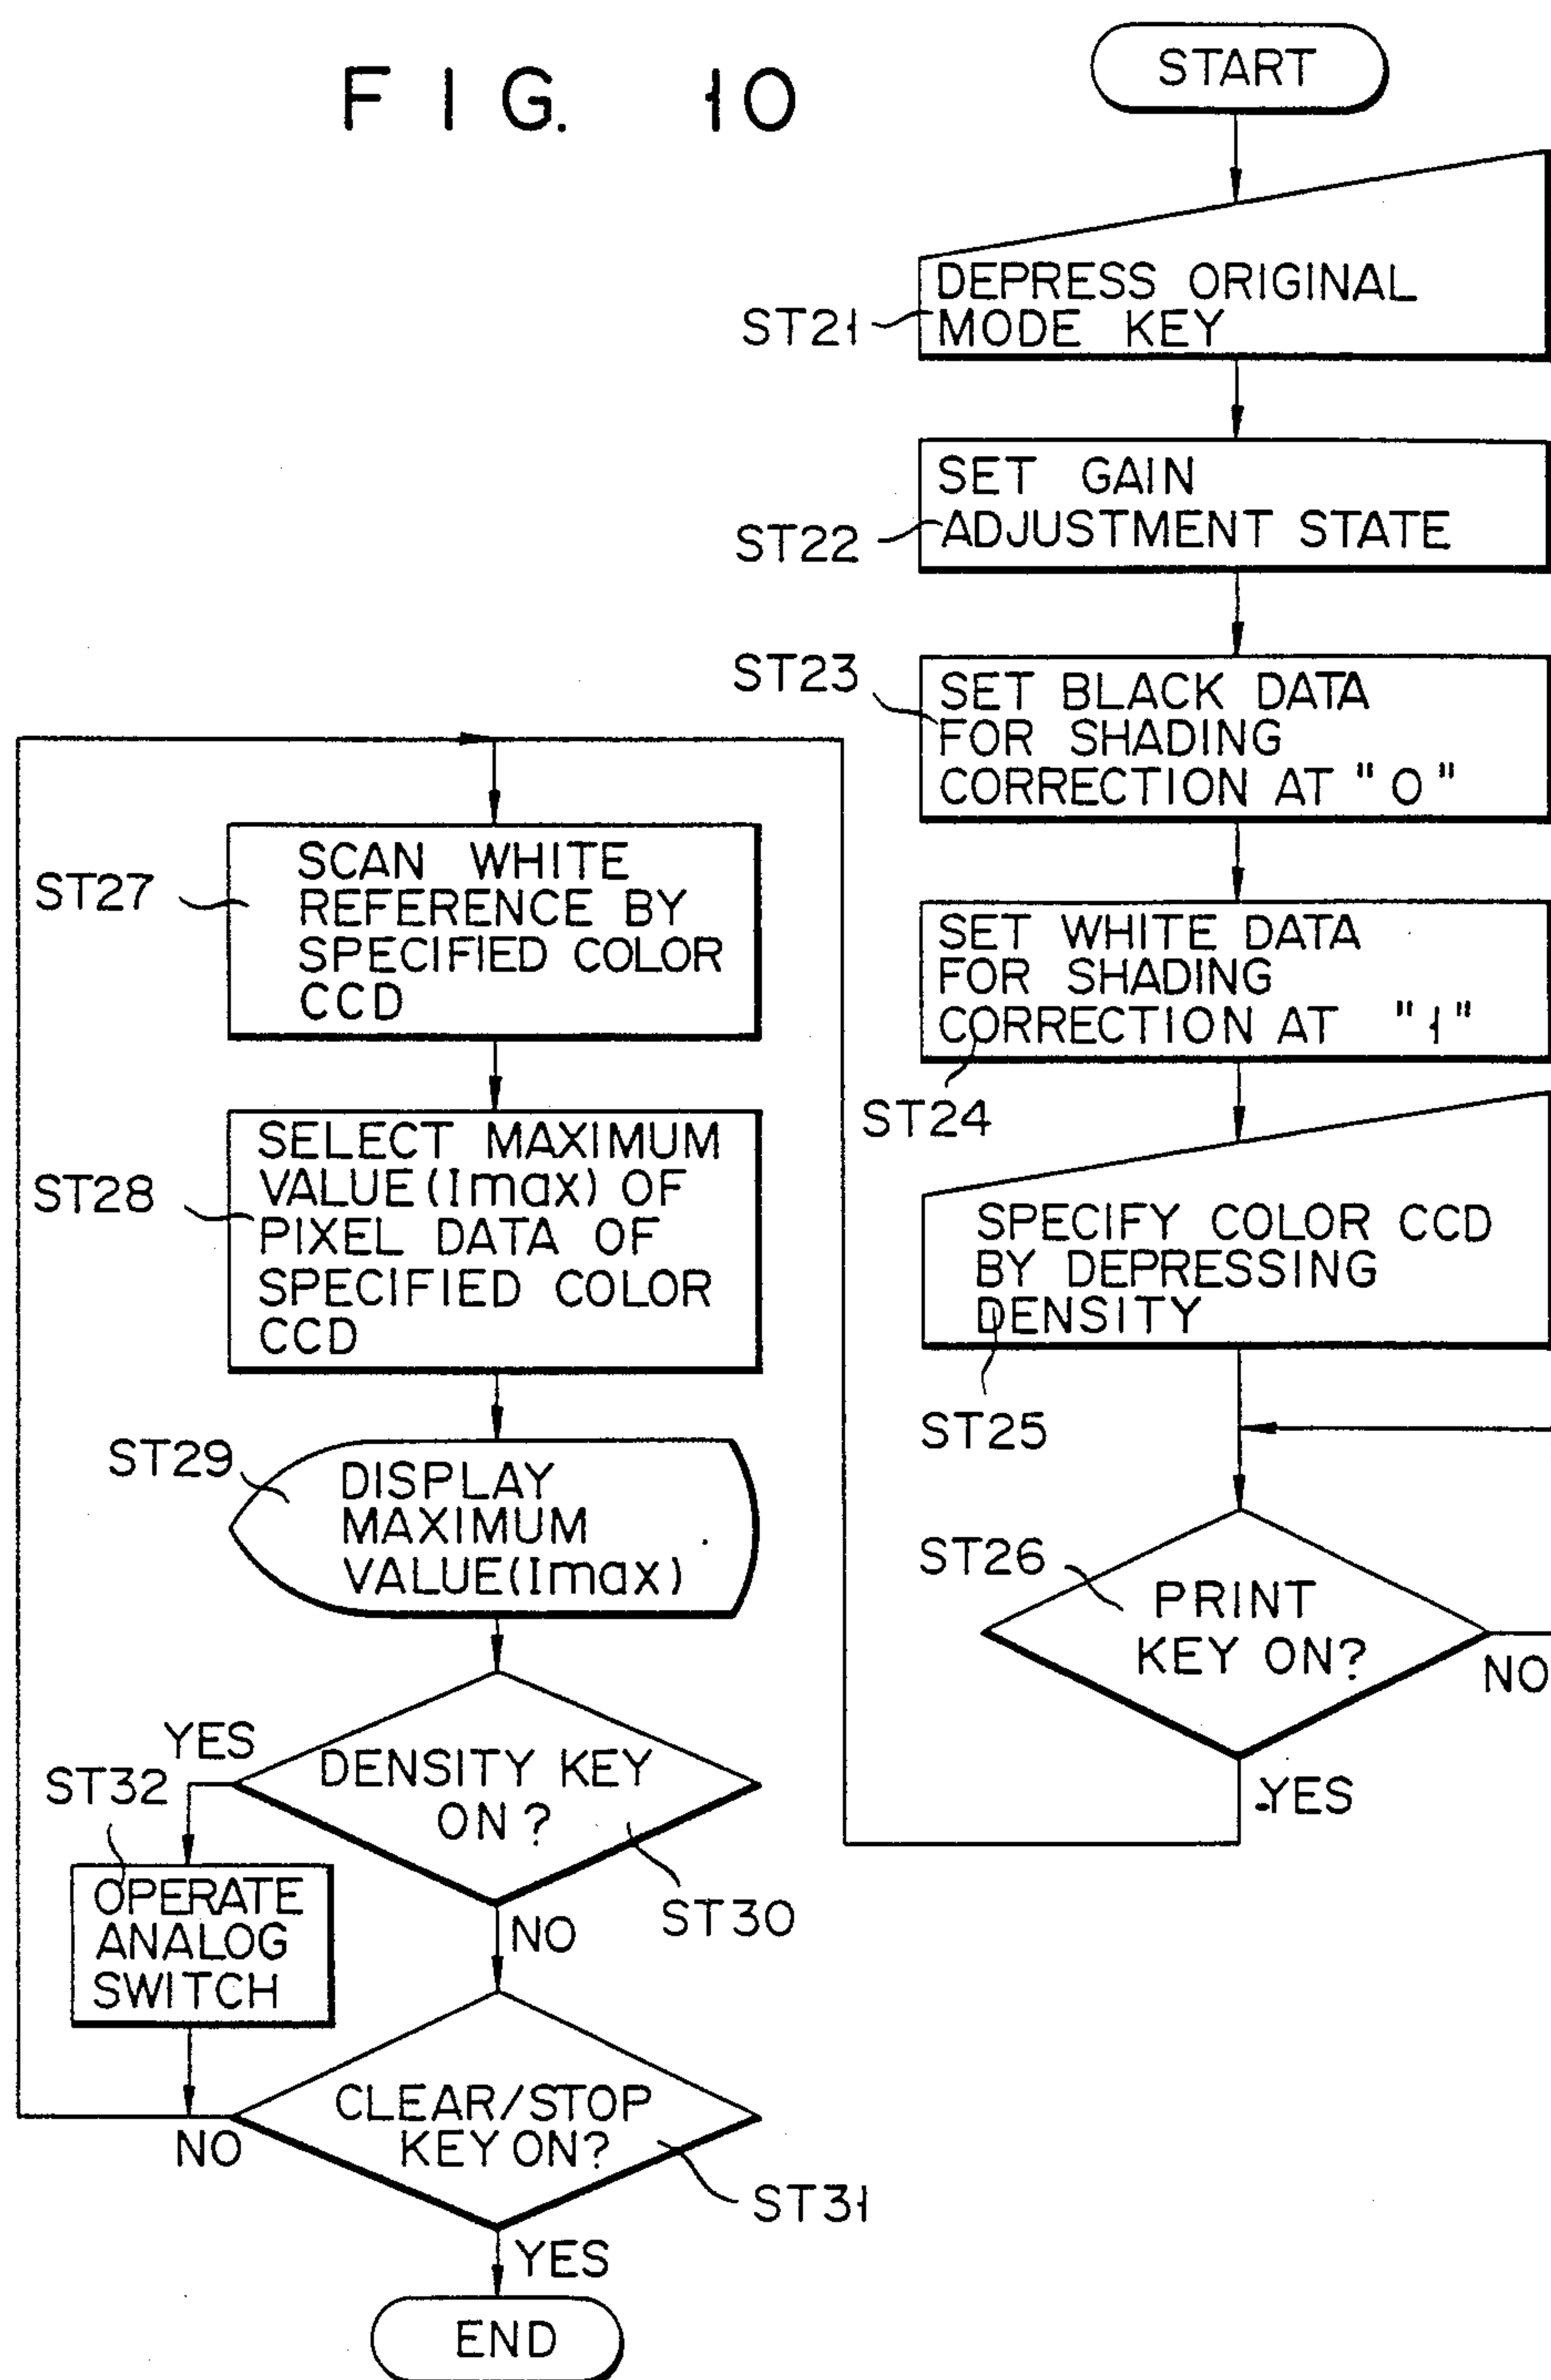 FIG. 10
START
DEPRESS ORIGINAL
MODE KEY
ST21
SET GAIN
ADJUSTMENT STATE
ST22
ST23
SET BLACK DATA
FOR SHADING
CORRECTION AT "0"
SET WHITE DATA
FOR SHADING
CORRECTION AT "1"
ST24
SPECIFY COLOR CCD
BY DEPRESSING
DENSITY
ST25
ST26
PRINT
KEY ON?
NO
YES
ST27
SCAN WHITE
REFERENCE BY
SPECIFIED COLOR
CCD
ST28
SELECT MAXIMUM
VALUE(Imax) OF
PIXEL DATA OF
SPECIFIED COLOR
CCD
ST29
DISPLAY
MAXIMUM
VALUE(Imax)
YES
DENSITY KEY
ON?
ST30
NO
ST32
OPERATE
ANALOG
SWITCH
CLEAR/STOP
KEY ON?
NO
ST31
YES
END